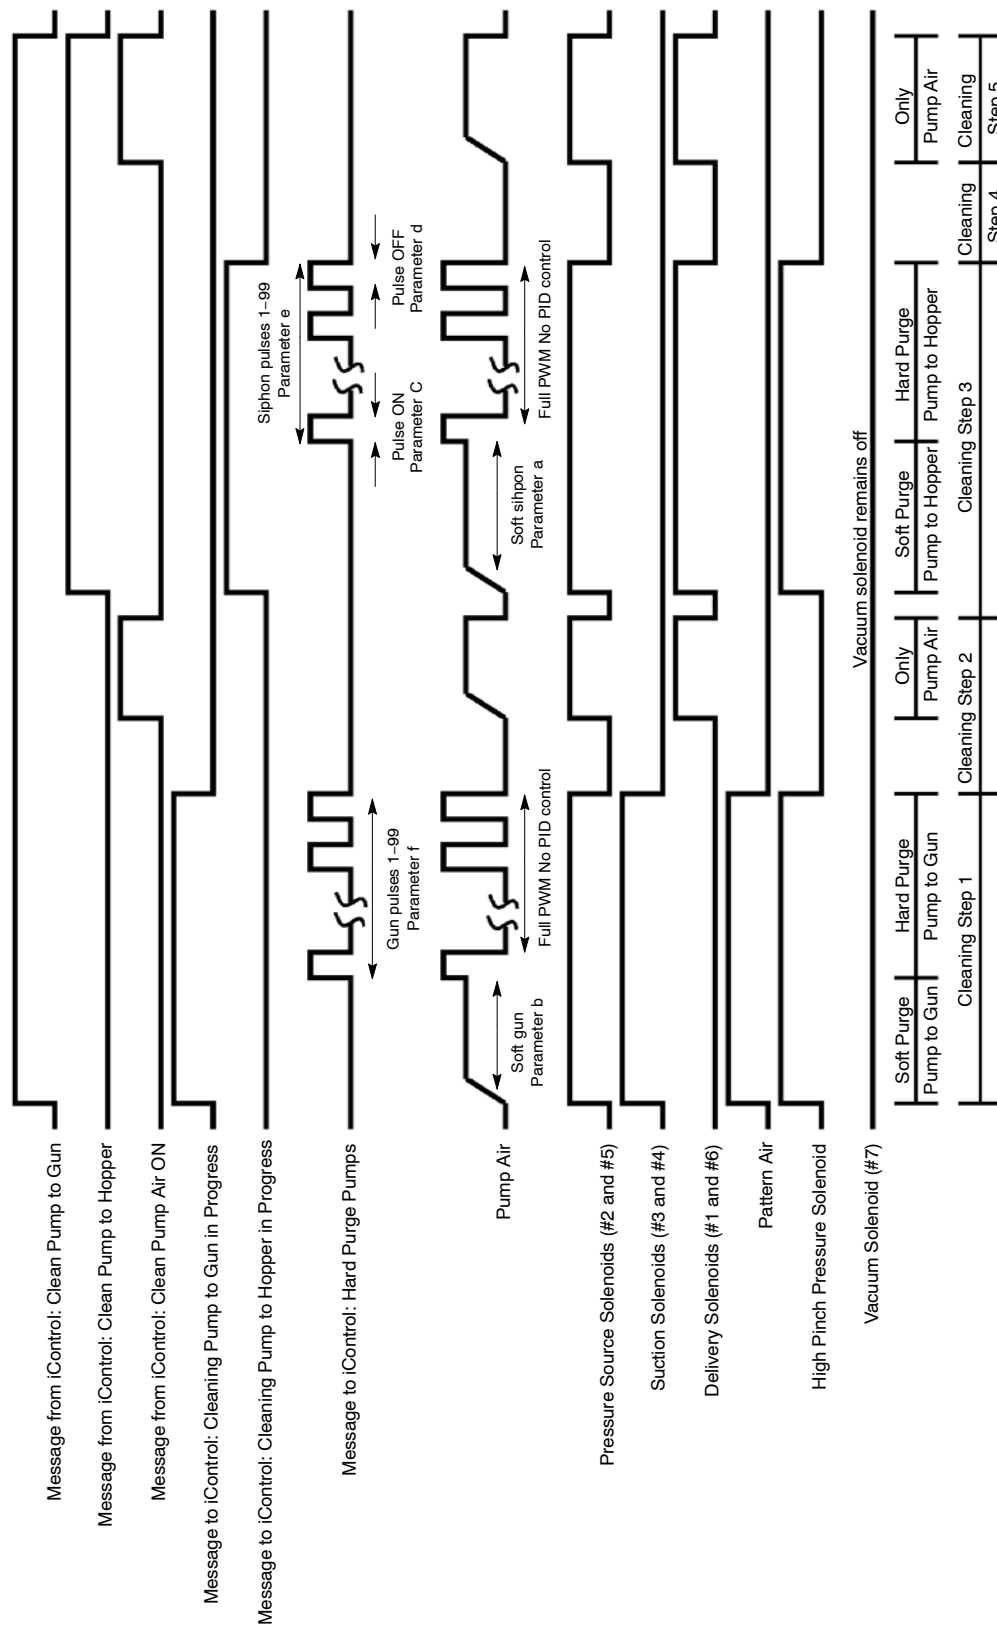 Message from iControl: Clean Pump to Gun
Message from iControl: Clean Pump to Hopper
Message from iControl: Clean Pump Air ON
Message to iControl: Cleaning Pump to Gun in Progress
Message to iControl: Cleaning Pump to Hopper in Progress
Siphon pulses 1−99
Parameter e
Message to iControl: Hard Purge Pumps
Gun pulses 1−99
Parameter f
Pulse ON
Parameter C
Pulse OFF
Parameter d
Pump Air
Soft gun
Parameter b
Full PWM No PID control
Soft sihpon
Parameter a
Full PWM No PID control
Pressure Source Solenoids (#2 and #5)
Suction Solenoids (#3 and #4)
Delivery Solenoids (#1 and #6)
Pattern Air
High Pinch Pressure Solenoid
Vacuum Solenoid (#7)
Vacuum solenoid remains off
Soft Purge
Pump to Gun
Hard Purge
Pump to Gun
Only
Pump Air
Soft Purge
Pump to Hopper
Hard Purge
Pump to Hopper
Only
Pump Air
Cleaning Step 1
Cleaning Step 2
Cleaning Step 3
Cleaning
Step 4
Cleaning
Step 5